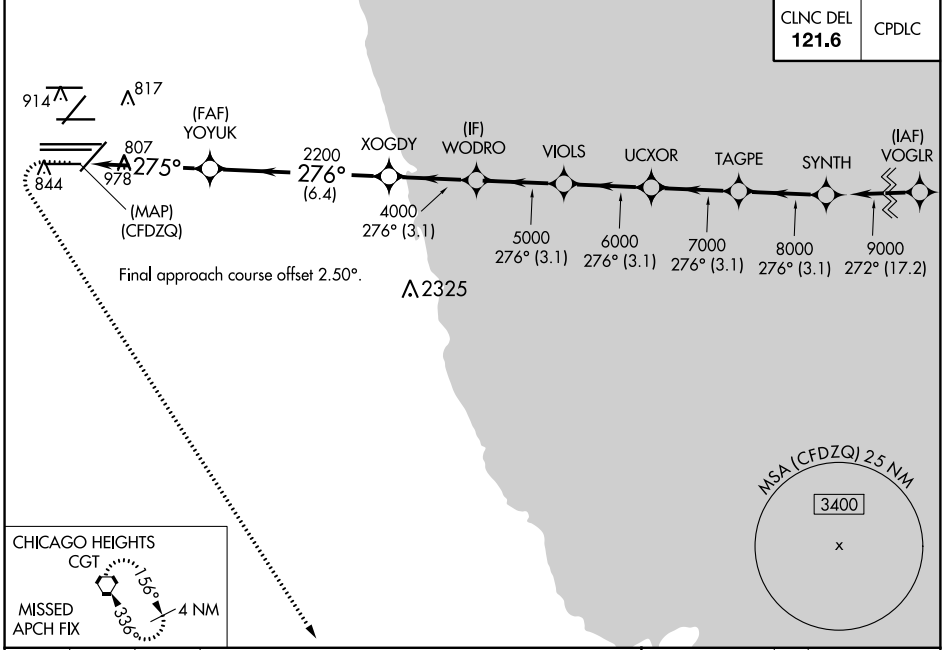 CLNC DEL
121.6
CPDLC
914
817
807
978
844
275°
(FAF)
YOYUK
2200
276°
(6.4)
XOGDY
(IF)
WODRO
VIOLS
UCXOR
TAGPE
SYNTH
(IAF)
VOGLR
(MAP)
(CFDZQ)
4000
276° (3.1)
5000
276° (3.1)
6000
276° (3.1)
7000
276° (3.1)
8000
276° (3.1)
9000
272° (17.2)
Final approach course offset 2.50°.
2325
MSA (CFDZQ) 25 NM
3400
x
CHICAGO HEIGHTS
CGT
156°
336°
4 NM
MISSED
APCH FIX